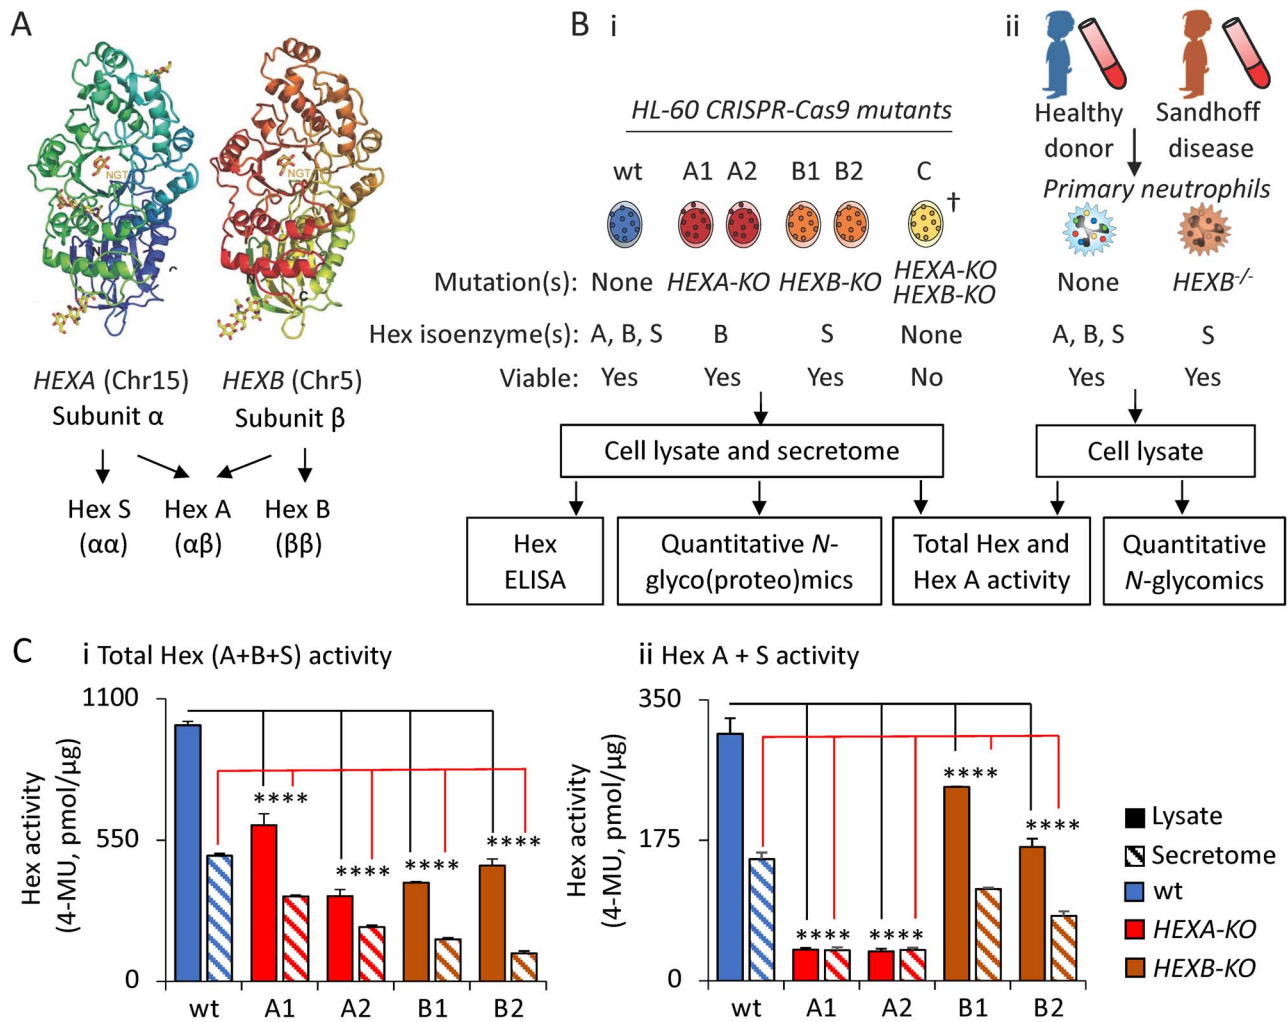 A
NGT
NGT
N
N
C
HEXA (Chr15)
HEXB (Chr5)
Subunit α
Subunit β
Hex S
(αα)
Hex A
(αβ)
Hex B
(ββ)
B i
HL-60 CRISPR-Cas9 mutants
wt A1 A2 B1 B2 C
†
Mutation(s): None HEXA-KO HEXB-KO HEXA-KO
HEXB-KO
Hex isoenzyme(s): A, B, S B S None
Viable: Yes Yes Yes No
Cell lysate and secretome
ii
Healthy
donor
Sandhoff
disease
Primary neutrophils
None HEXB-/-
A, B, S S
Yes Yes
Cell lysate
Hex
ELISA
Quantitative N-
glyco(proteo)mics
Total Hex and
Hex A activity
Quantitative
N-glycomics
C
i Total Hex (A+B+S) activity
Hex activity
(4-MU, pmol/μg)
1100
550
0
****
****
****
****
wt A1 A2 B1 B2
ii Hex A + S activity
Hex activity
(4-MU, pmol/μg)
350
175
0
****
****
****
****
wt A1 A2 B1 B2
Lysate
Secretome
wt
HEXA-KO
HEXB-KO